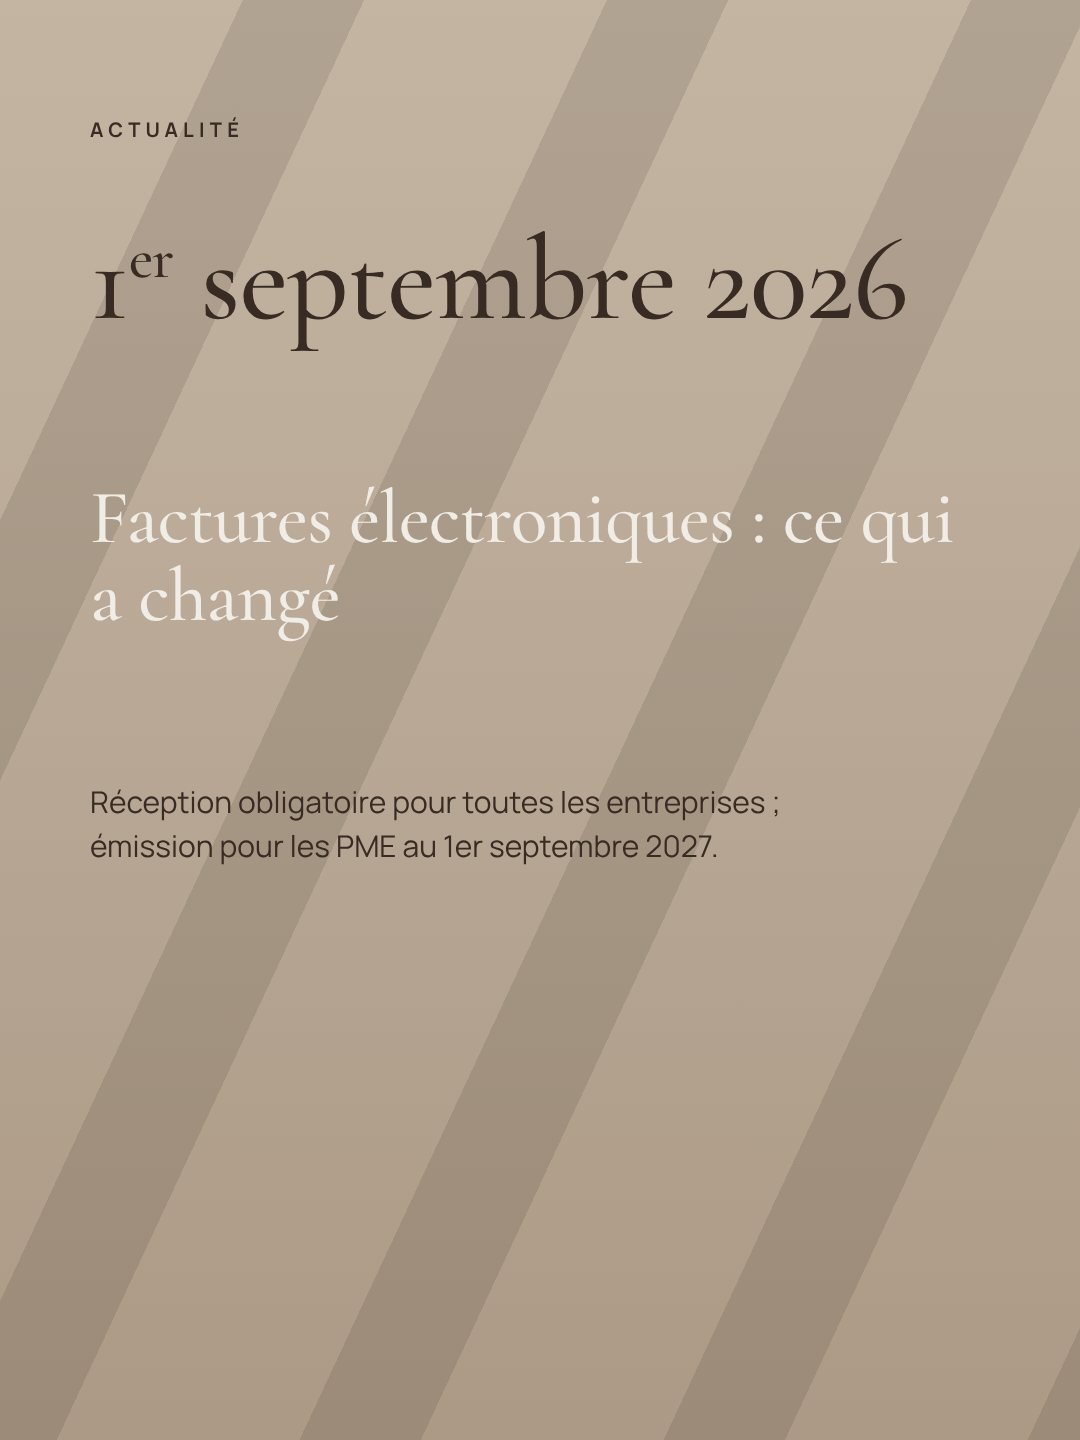 ACTUALITÉ
1er septembre 2026
Factures électroniques : ce qui
a changé
Réception obligatoire pour toutes les entreprises ;
émission pour les PME au 1er septembre 2027.